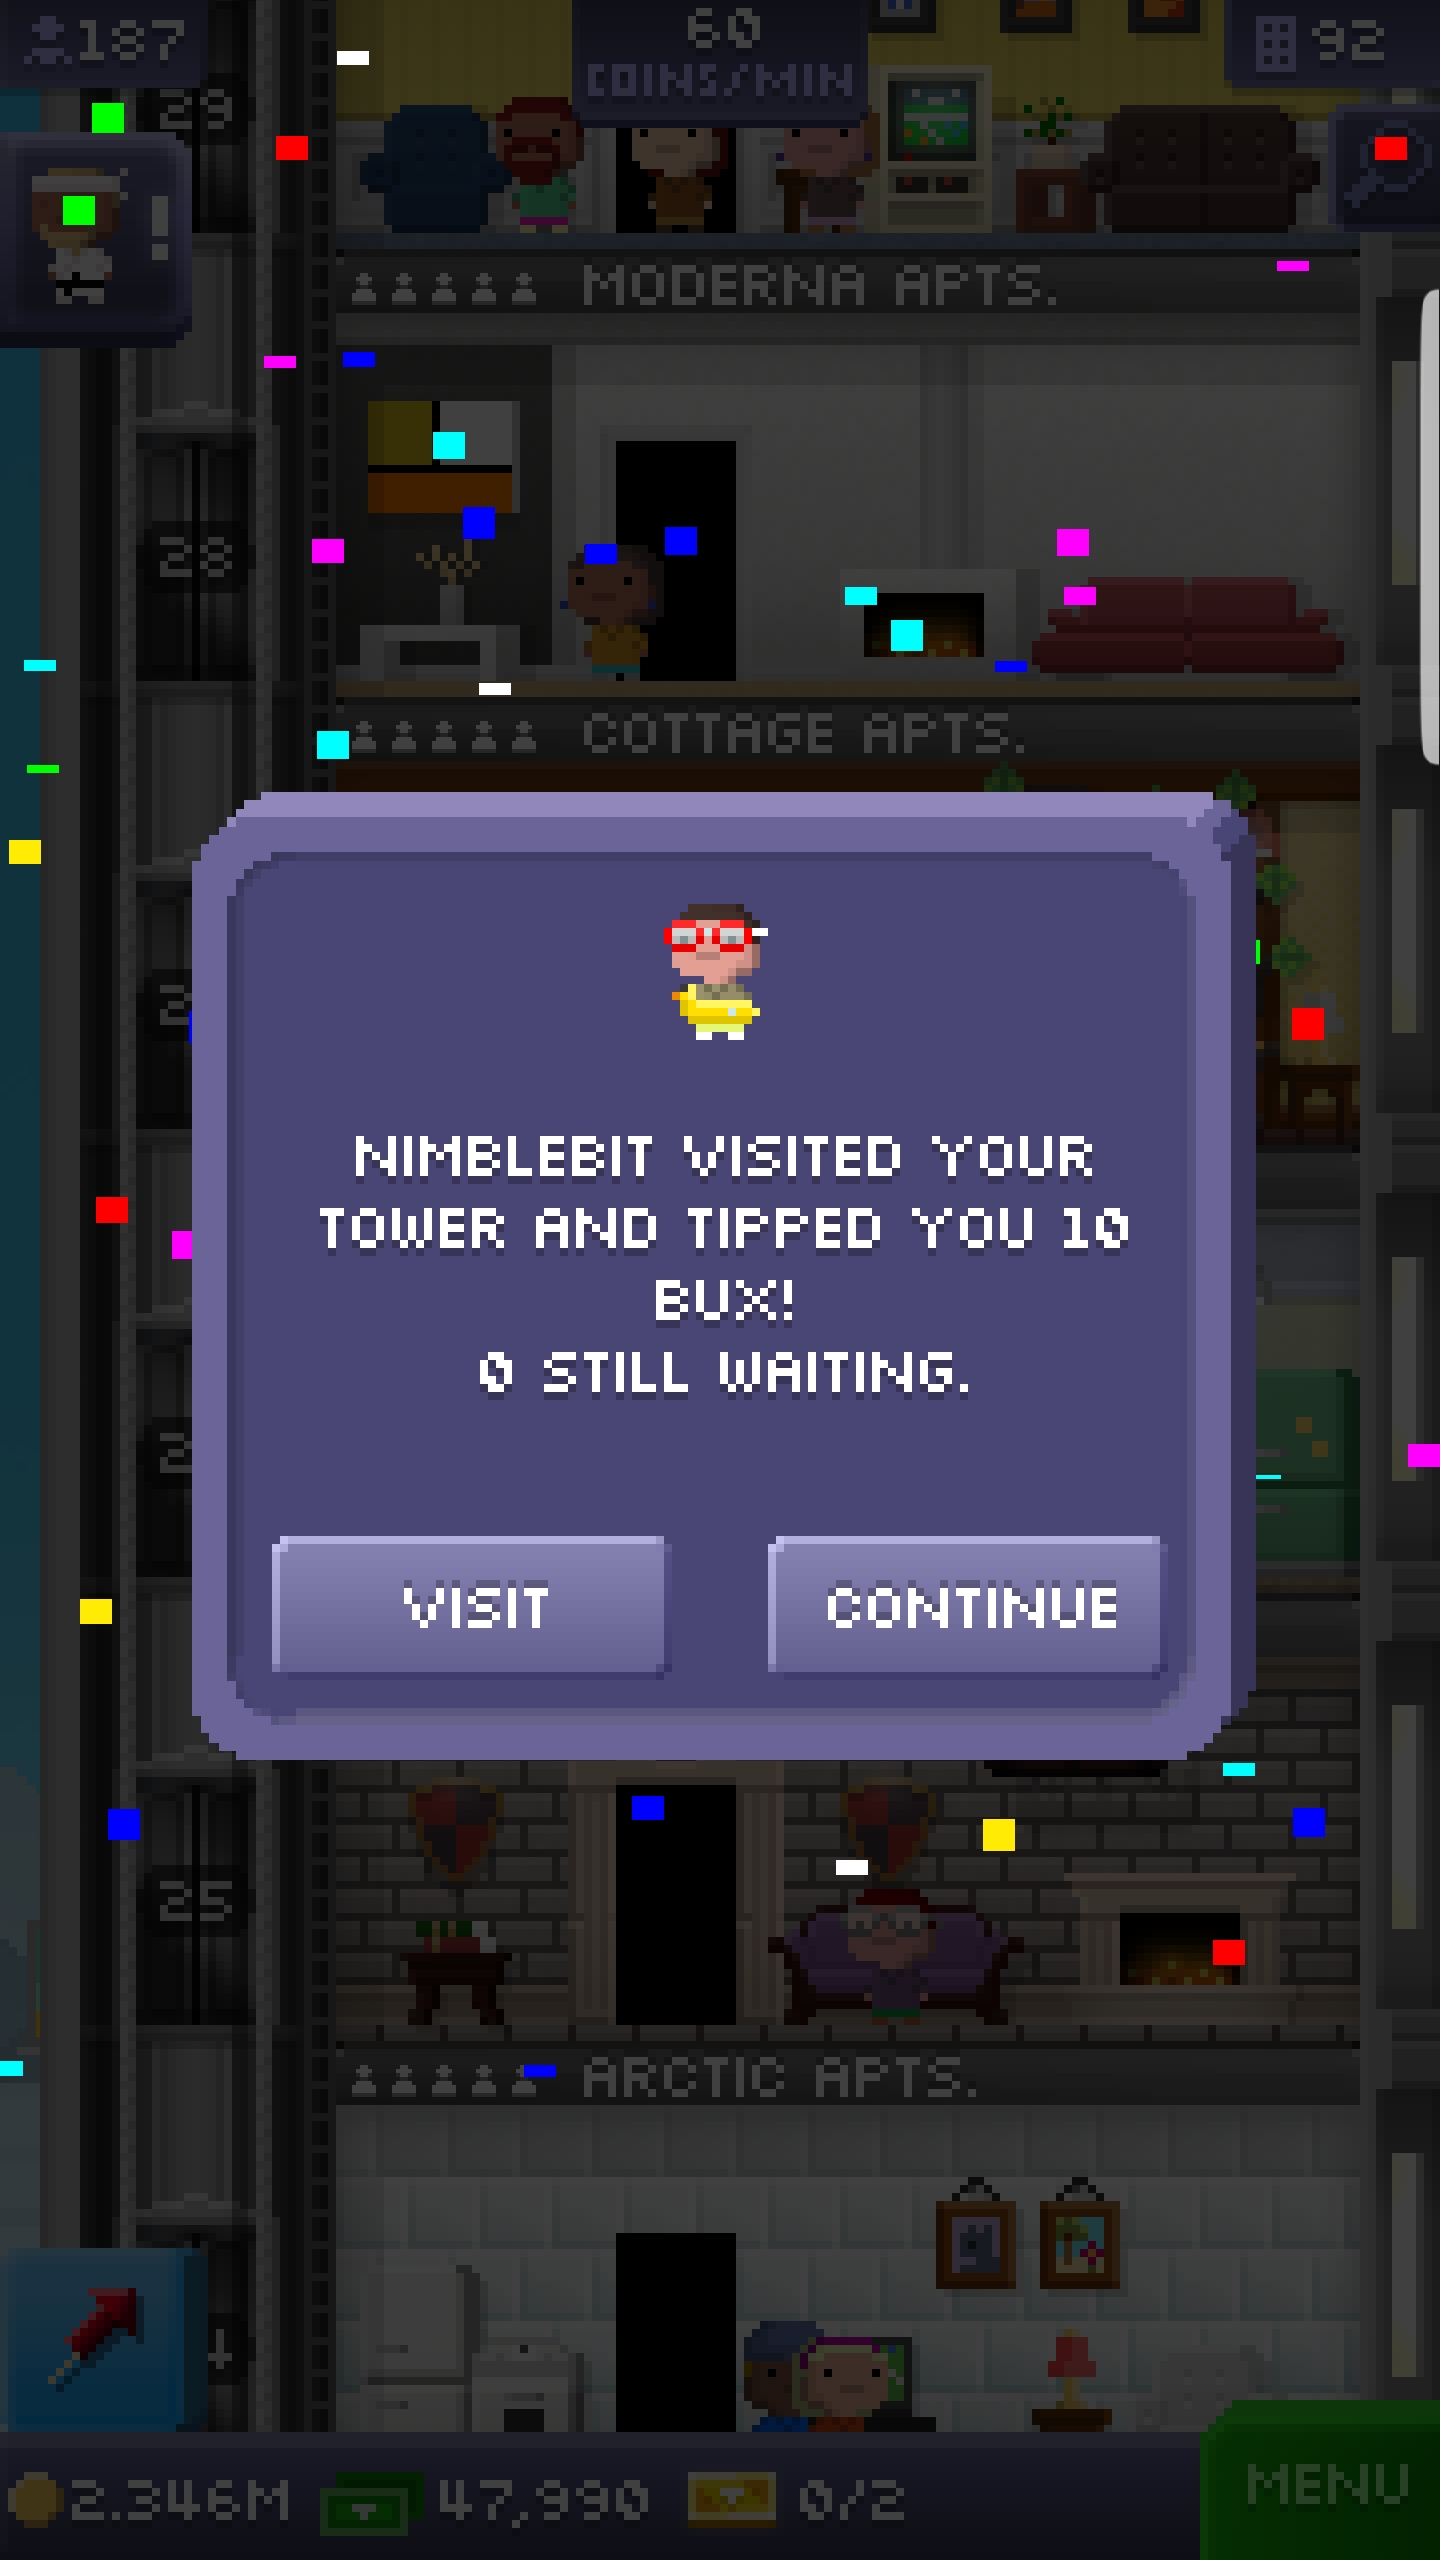 187
60
COINS/MIN
92
29
MODERNA APTS.
28
COTTAGE APTS.
NIMBLEBIT VISITED YOUR
TOWER AND TIPPED YOU 10
BUX!
0 STILL WAITING.
VISIT
CONTINUE
25
ARCTIC APTS.
2.346M
47,990
0/2
MENU